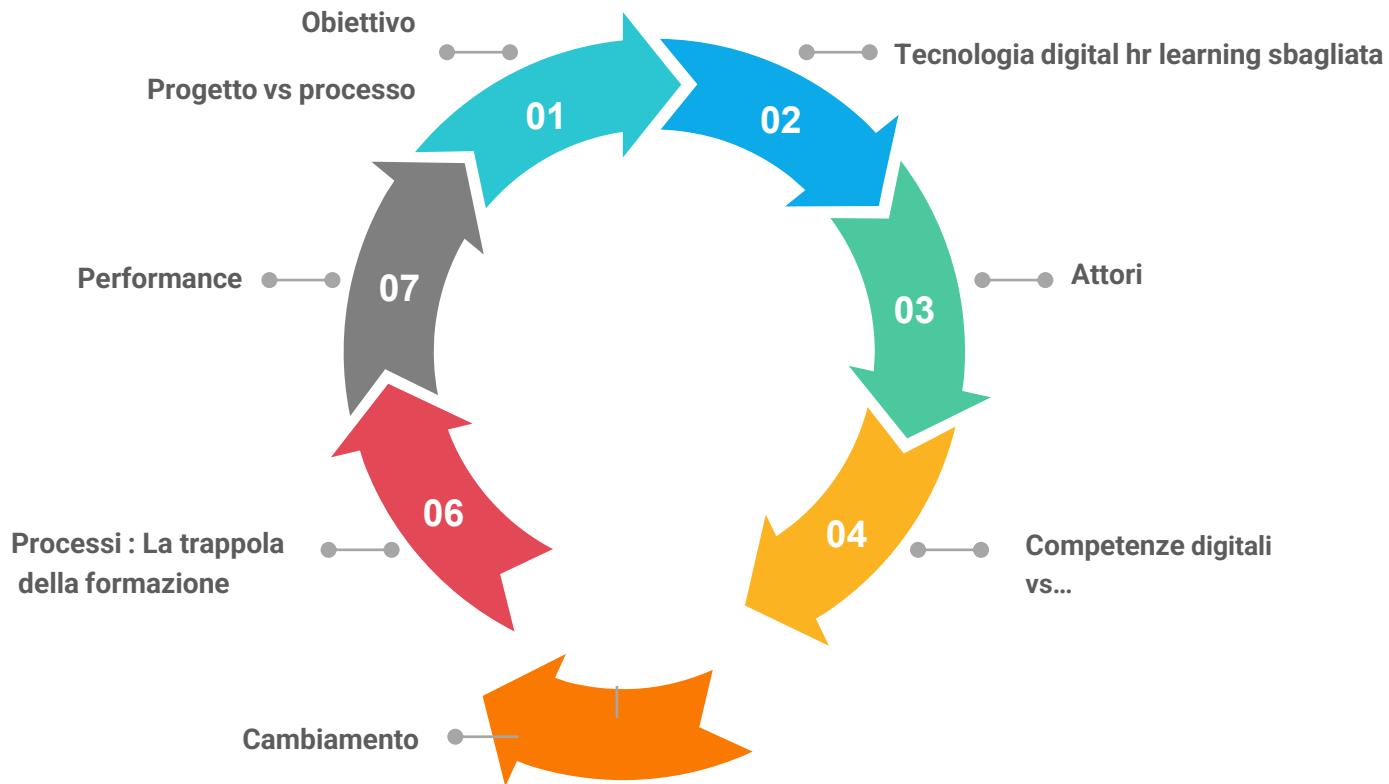 Obiettivo
Progetto vs processo
01
02
Tecnologia digital hr learning sbagliata
03
Attori
04
Competenze digitali
vs…
Cambiamento
06
Processi : La trappola
della formazione
07
Performance